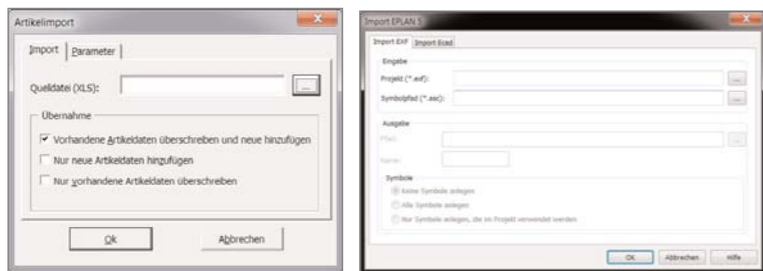 Artikelimport
Import
Parameter
Quelldatei (XLS):
...
Übernahme
Vorhandene Artikeldaten überschreiben und neue hinzufügen
Nur neue Artikeldaten hinzufügen
Nur vorhandene Artikeldaten überschreiben
Ok
Abbrechen
Import EPLAN 5
Import EXF
Import Ecad
Eingabe
Projekt (*.exf):
...
Symbolpfad (*.asc):
...
Ausgabe
Pfad:
...
Name:
Symbole
Keine Symbole anlegen
Alle Symbole anlegen
Nur Symbole anlegen, die im Projekt verwendet werden
OK
Abbrechen
Hilfe